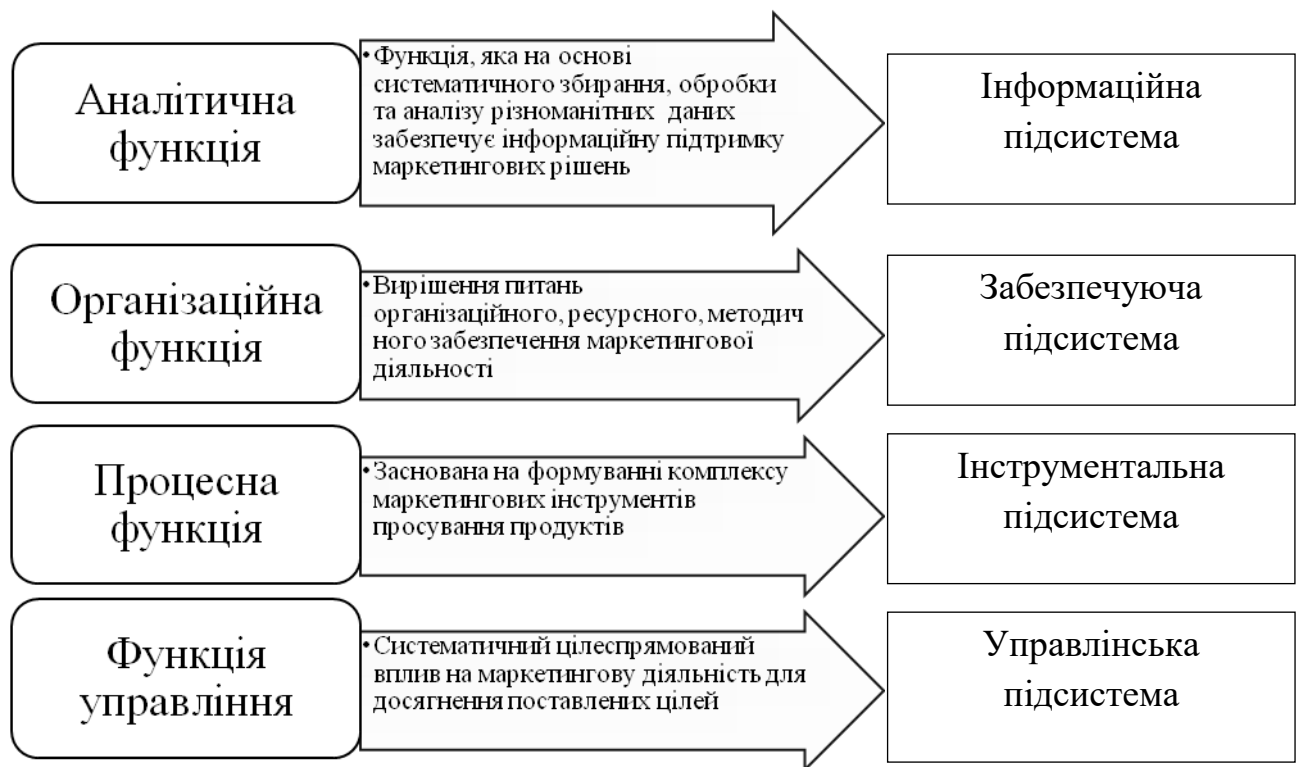 Аналітична
функція
• Функція, яка на основі
систематичного збирання, обробки
та аналізу різноманітних даних
забезпечує інформаційну підтримку
маркетингових рішень
Інформаційна
підсистема
Організаційна
функція
• Вирішення питань
організаційного, ресурсного, методич
ного забезпечення маркетингової
діяльності
Забезпечуюча
підсистема
Процесна
функція
• Заснована на формуванні комплексу
маркетингових інструментів
просування продуктів
Інструментальна
підсистема
Функція
управління
• Систематичний цілеспрямований
вплив на маркетингову діяльність для
досягнення поставлених цілей
Управлінська
підсистема